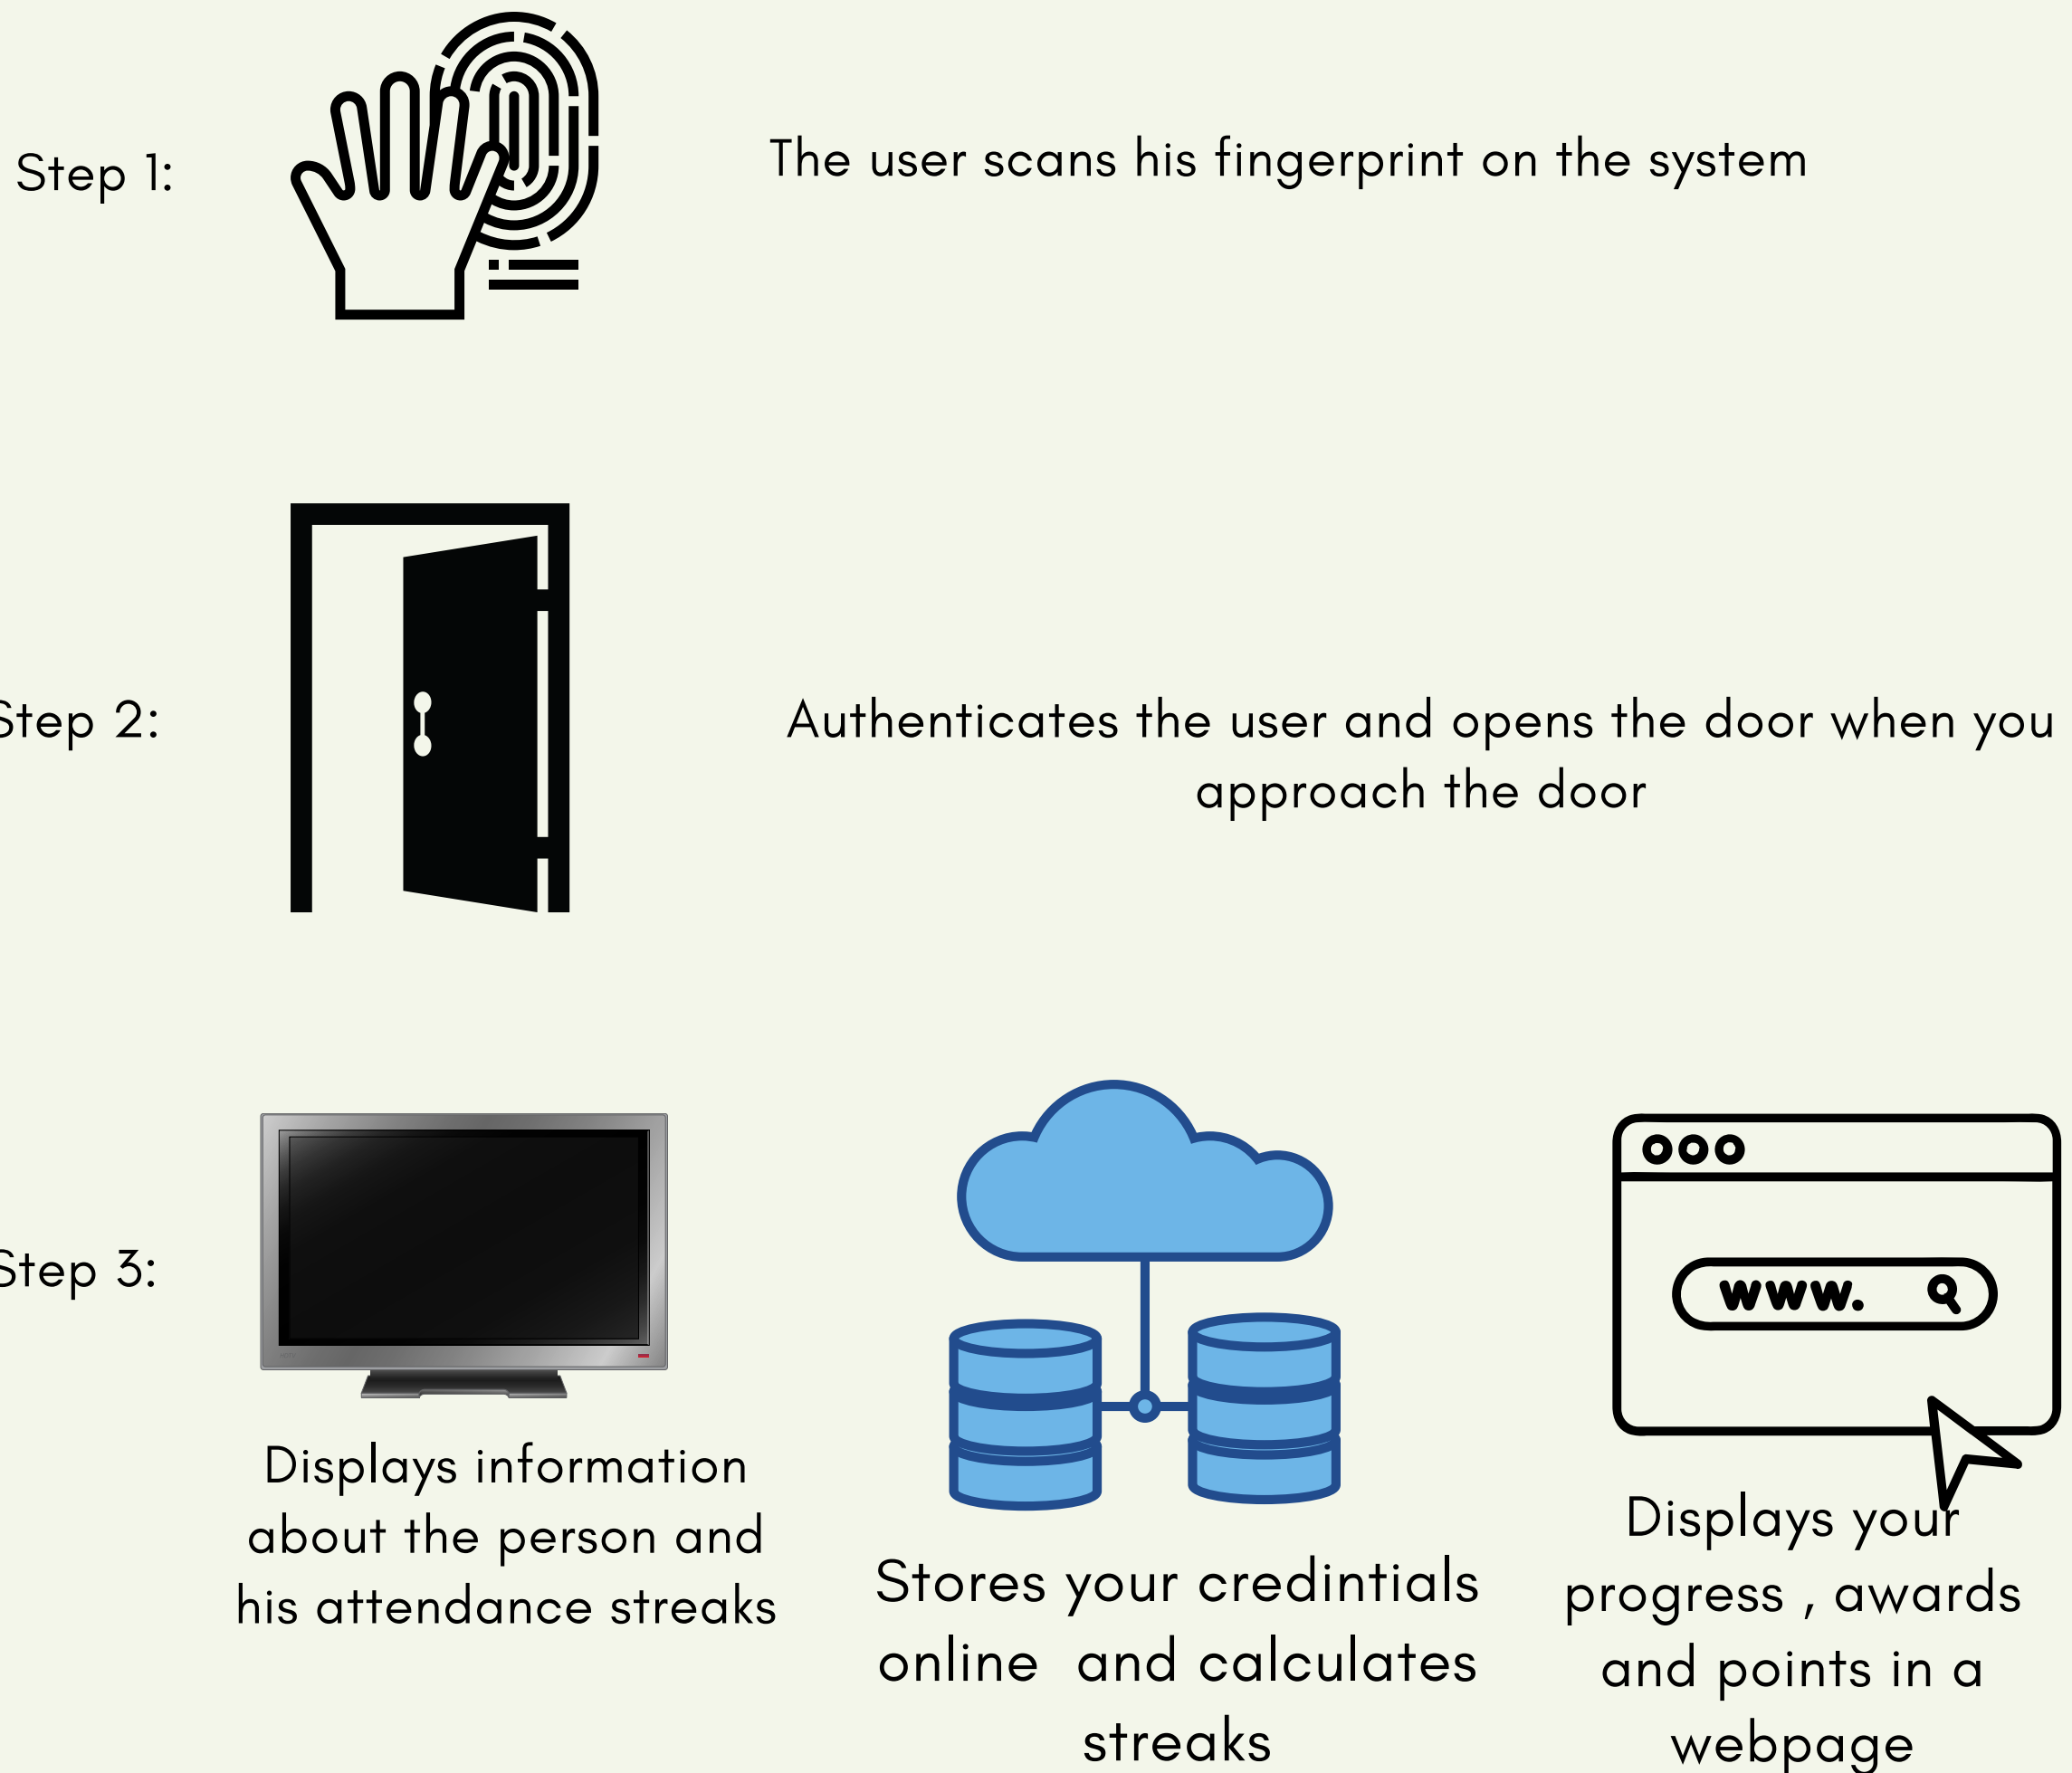 Step 1:
The user scans his fingerprint on the system
Step 2:
Authenticates the user and opens the door when you
approach the door
Step 3:
Displays information
about the person and
his attendance streaks
www.
Stores your credintials
online and calculates
streaks
Displays your
progress , awards
and points in a
webpage